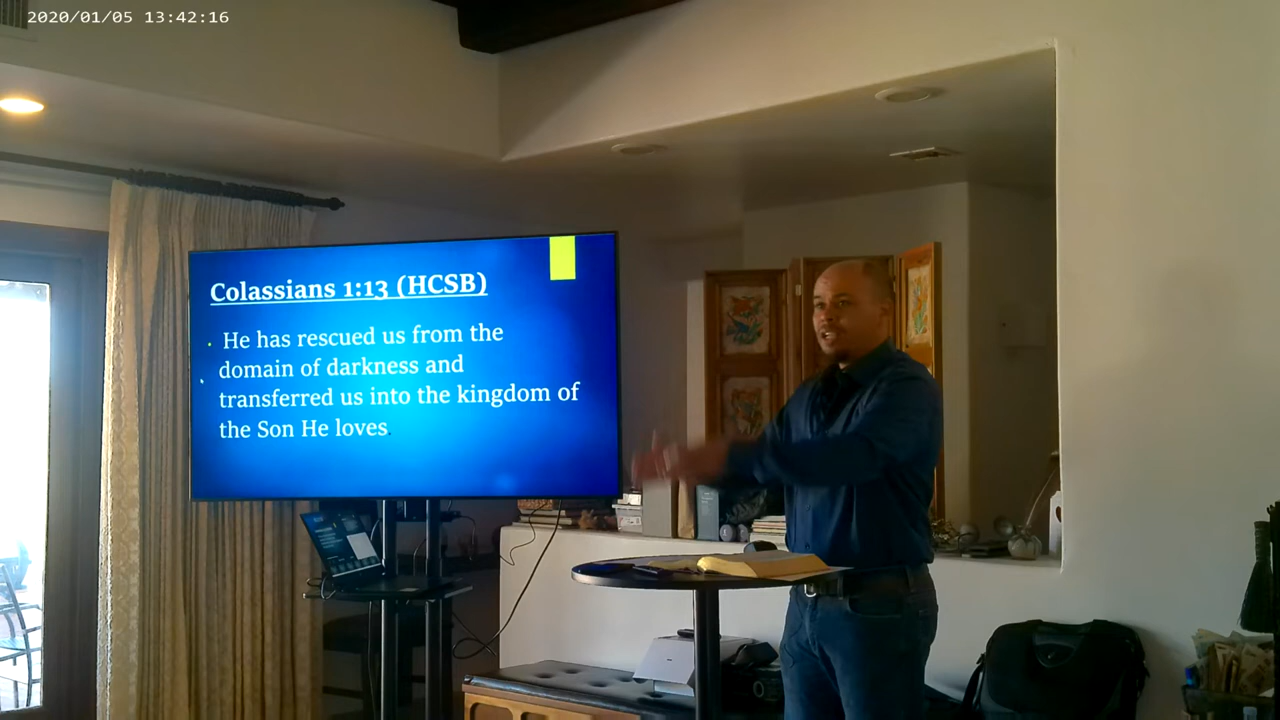 2020/01/05 13:42:16
Colassians 1:13 (HCSB)
He has rescued us from the
domain of darkness and
transferred us into the kingdom of
the Son He loves.